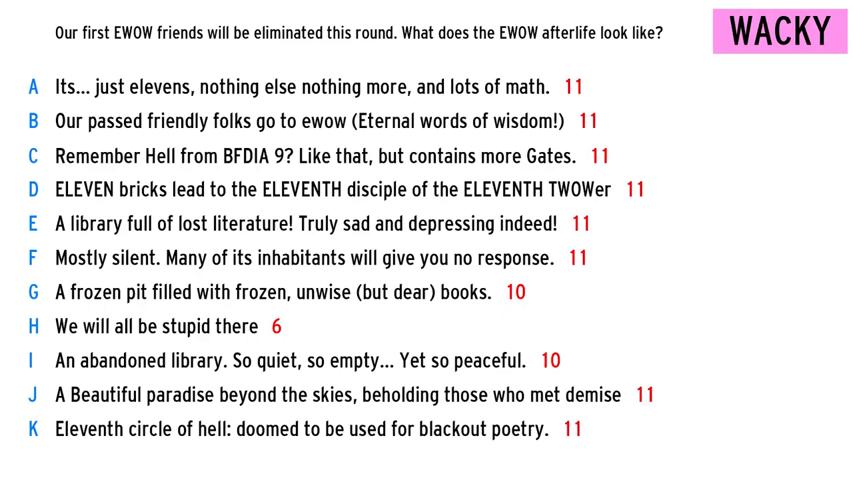 Our first EWOW friends will be eliminated this round. What does the EWOW afterlife look like?
WACKY
A Its... just elevens, nothing else nothing more, and lots of math. 11
B Our passed friendly folks go to ewow (Eternal words of wisdom!) 11
C Remember Hell from BFDIA 9? Like that, but contains more Gates. 11
D ELEVEN bricks lead to the ELEVENTH disciple of the ELEVENTH TWOWer 11
E A library full of lost literature! Truly sad and depressing indeed! 11
F Mostly silent. Many of its inhabitants will give you no response. 11
G A frozen pit filled with frozen, unwise (but dear) books. 10
H We will all be stupid there 6
I An abandoned library. So quiet, so empty... Yet so peaceful. 10
J A Beautiful paradise beyond the skies, beholding those who met demise 11
K Eleventh circle of hell: doomed to be used for blackout poetry. 11